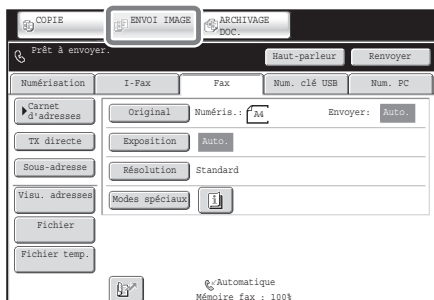 COPIE
ENVOI IMAGE
ARCHIVAGE
DOC.
Prêt à envoyer.
Haut-parleur
Renvoyer
Numérisation
I-Fax
Fax
Num. clé USB
Num. PC
Carnet
d'adresses
Original
Numéris.:
A4
Envoyer:
Auto.
TX directe
Exposition
Auto.
Sous-adresse
Résolution
Standard
Visu. adresses
Modes spéciaux
Fichier
Fichier temp.
Automatique
Mémoire fax : 100%